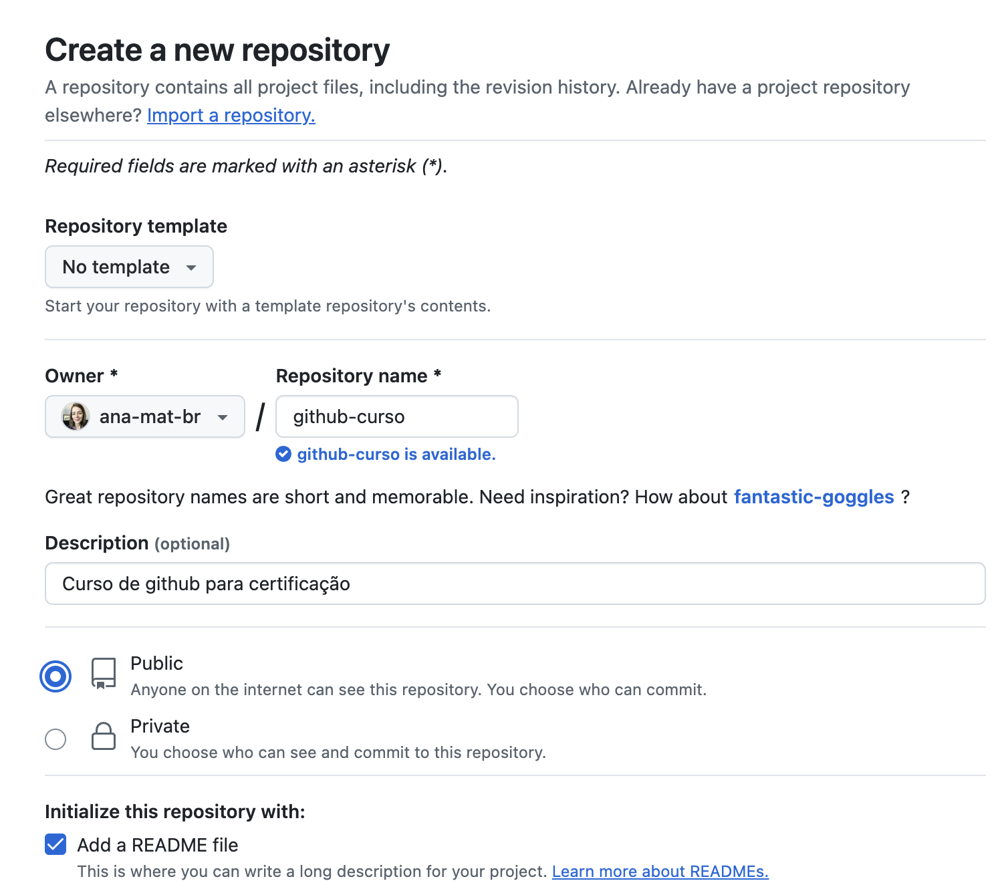 Create a new repository
A repository contains all project files, including the revision history. Already have a project repository
elsewhere? Import a repository.
Required fields are marked with an asterisk (*).
Repository template
No template
Start your repository with a template repository's contents.
Owner *
Repository name *
ana-mat-br / github-curso
github-curso is available.
Great repository names are short and memorable. Need inspiration? How about fantastic-goggles ?
Description (optional)
Curso de github para certificação
Public
Anyone on the internet can see this repository. You choose who can commit.
Private
You choose who can see and commit to this repository.
Initialize this repository with:
Add a README file
This is where you can write a long description for your project. Learn more about READMEs.